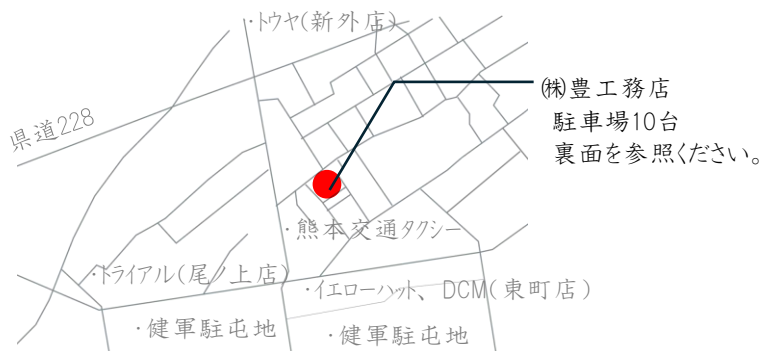 ・トウヤ(新外店)
県道228
㈱豊工務店
駐車場10台
裏面を参照ください。
・熊本交通タクシー
・トライアル(尾ノ上店)
・イエローハット、DCM(東町店)
・健軍駐屯地
・健軍駐屯地